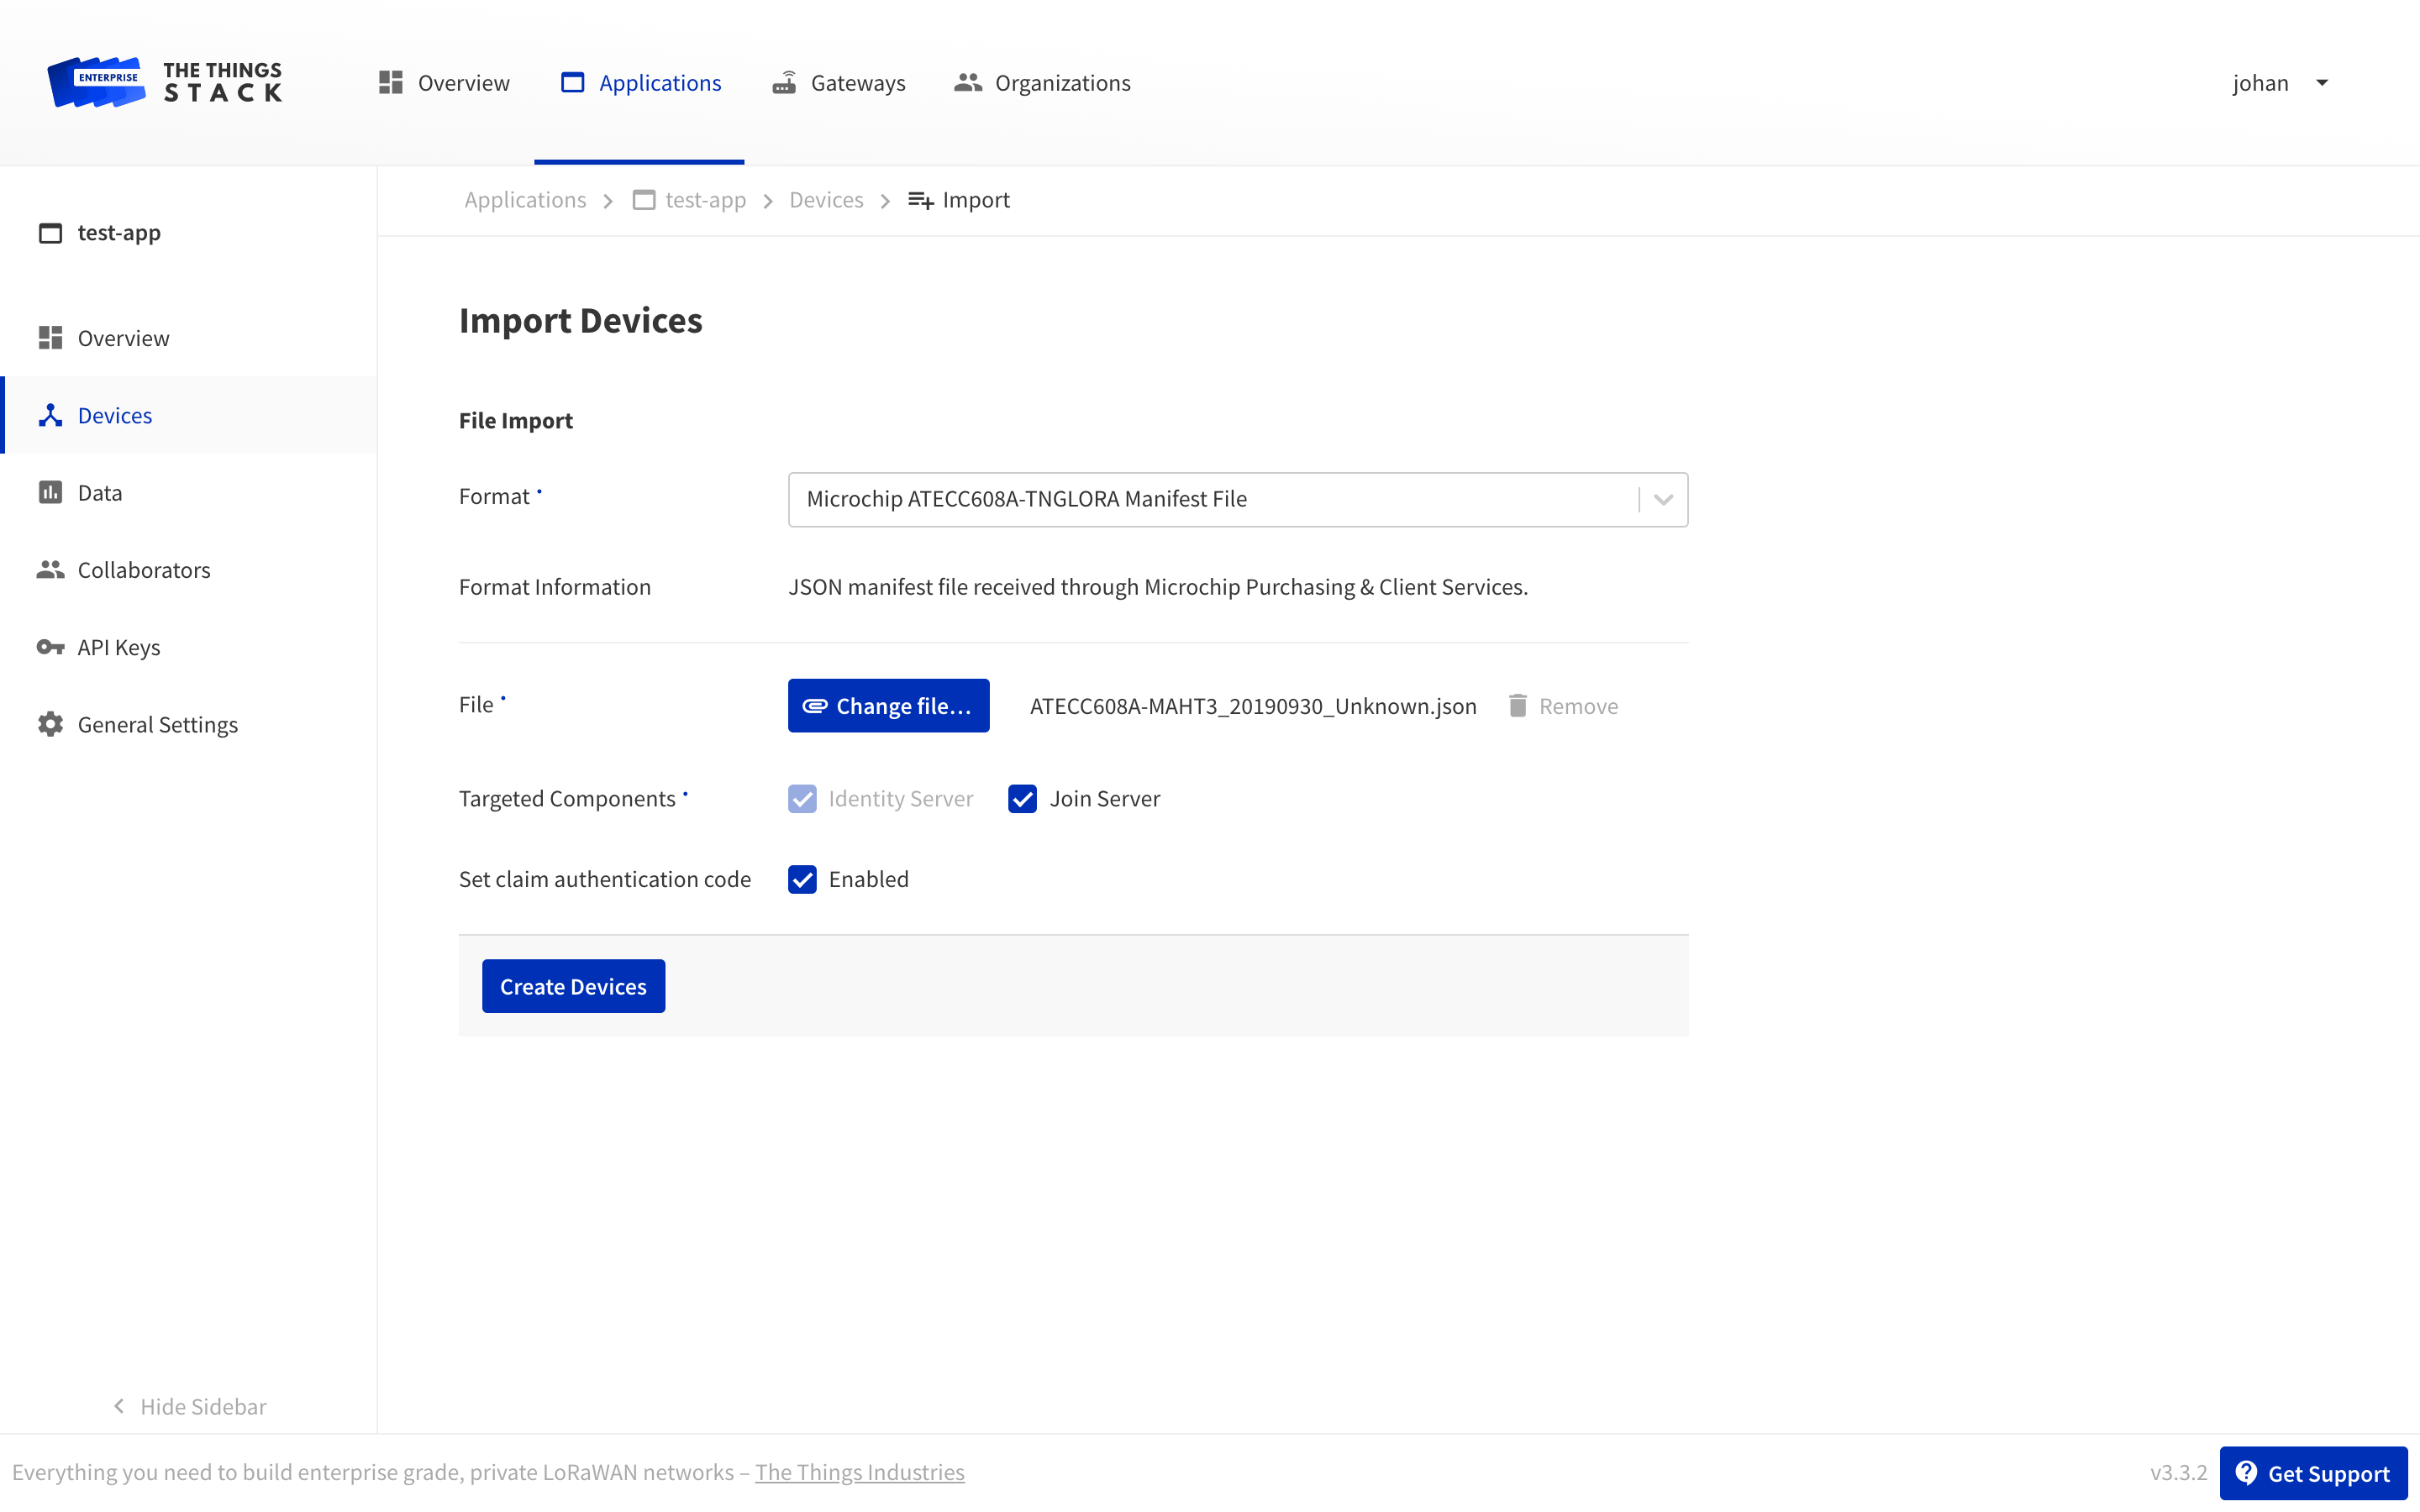 ENTERPRISE
THE THINGS
STACK
Overview
Applications
Gateways
Organizations
johan
Applications
test-app
Devices
Import
test-app
Overview
Devices
Data
Collaborators
API Keys
General Settings
Hide Sidebar
Import Devices
File Import
Format
Microchip ATECC608A-TNGLORA Manifest File
Format Information
JSON manifest file received through Microchip Purchasing & Client Services.
File
Change file...
ATECC608A-MAHT3_20190930_Unknown.json
Remove
Targeted Components
Identity Server
Join Server
Set claim authentication code
Enabled
Create Devices
Everything you need to build enterprise grade, private LoRaWAN networks – The Things Industries
v3.3.2
Get Support